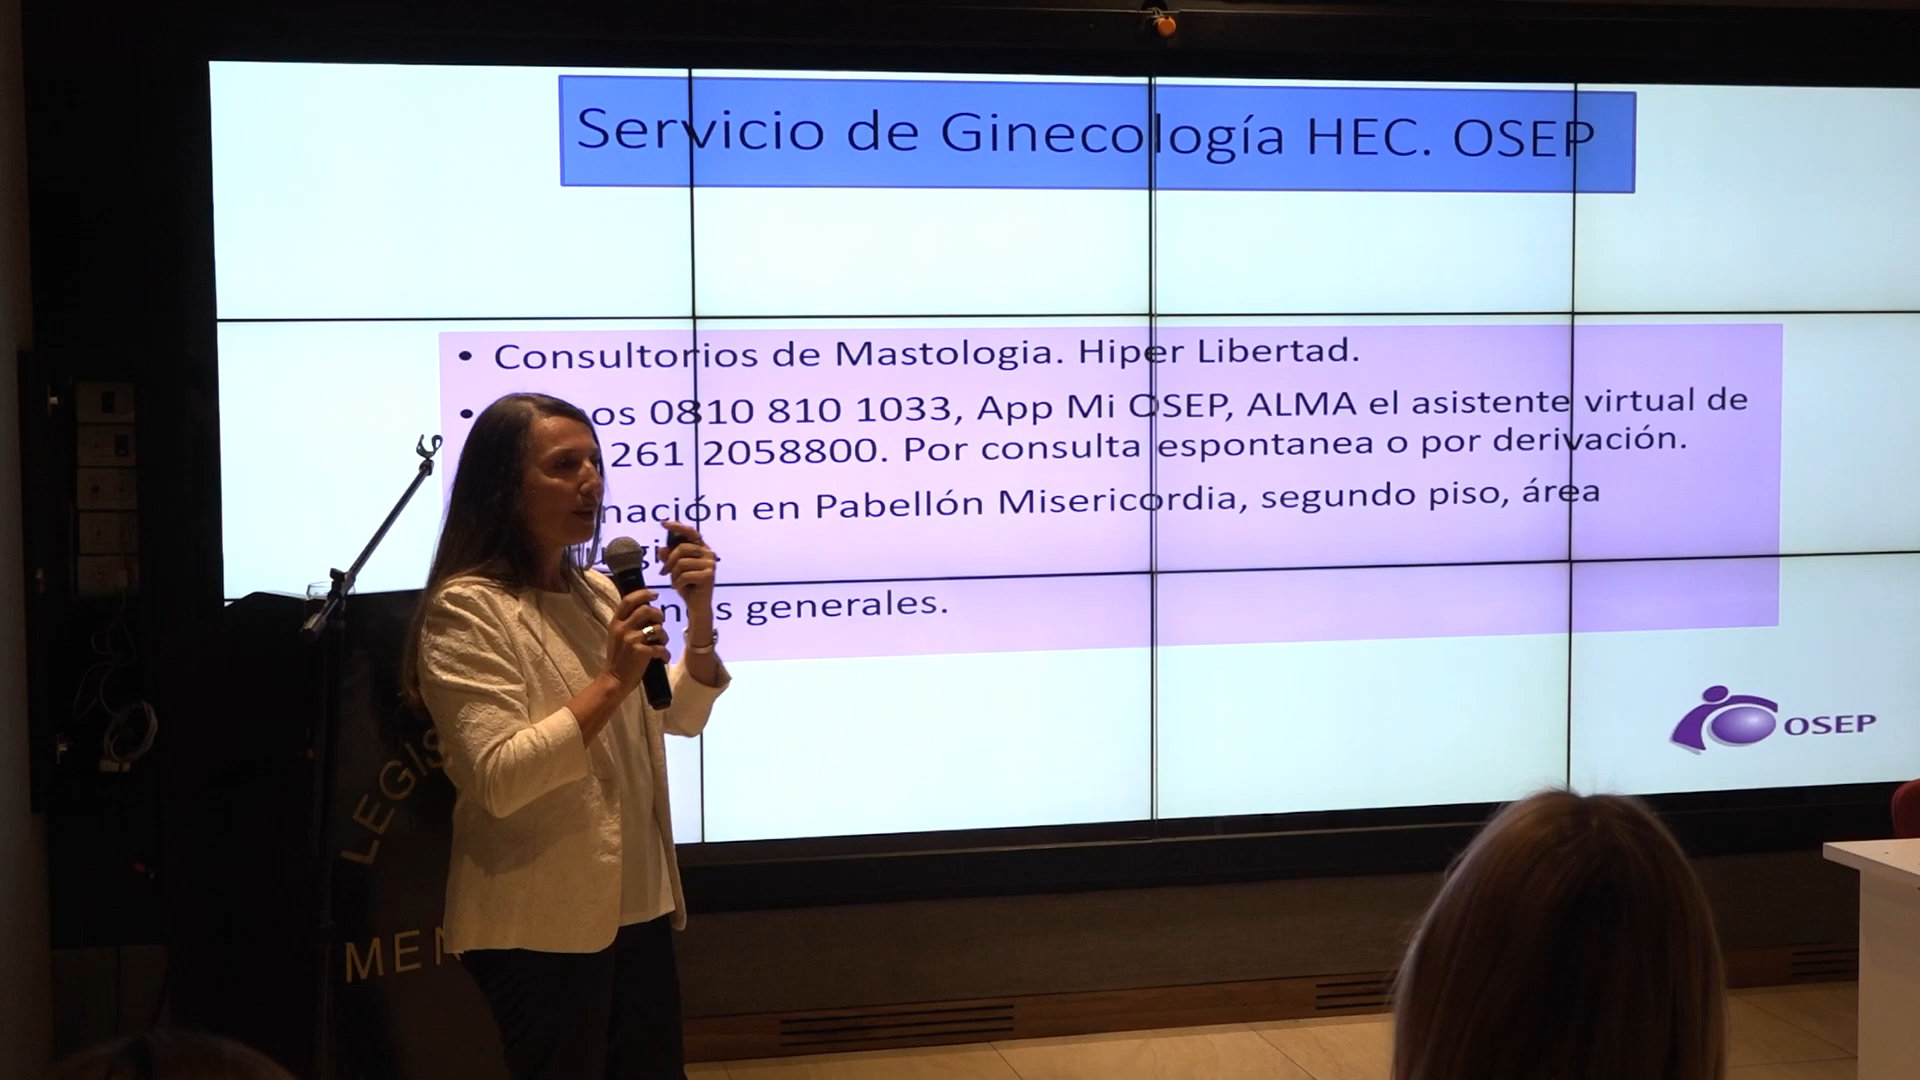 Servicio de Ginecología HEC. OSEP
• Consultorios de Mastologia. Hiper Libertad.
• os 0810 810 1033, App Mi OSEP, ALMA el asistente virtual de
261 2058800. Por consulta espontanea o por derivación.
nación en Pabellón Misericordia, segundo piso, área
generales.
OSEP
LEGIS
MEN